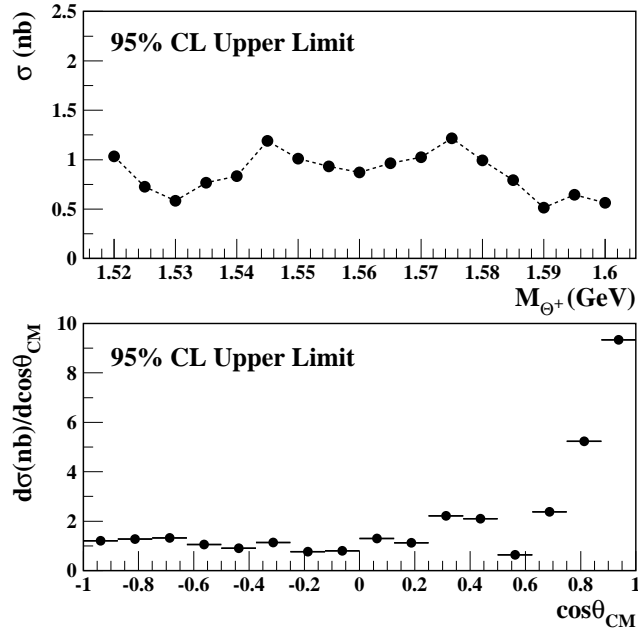 95% CL Upper Limit
σ (nb)
2.5
2
1.5
1
0.5
0
1.52 1.53 1.54 1.55 1.56 1.57 1.58 1.59 1.6
M_Θ⁺ (GeV)
95% CL Upper Limit
dσ(nb)/dcosθ_CM
10
8
6
4
2
0
-1 -0.8 -0.6 -0.4 -0.2 0 0.2 0.4 0.6 0.8 1
cosθ_CM